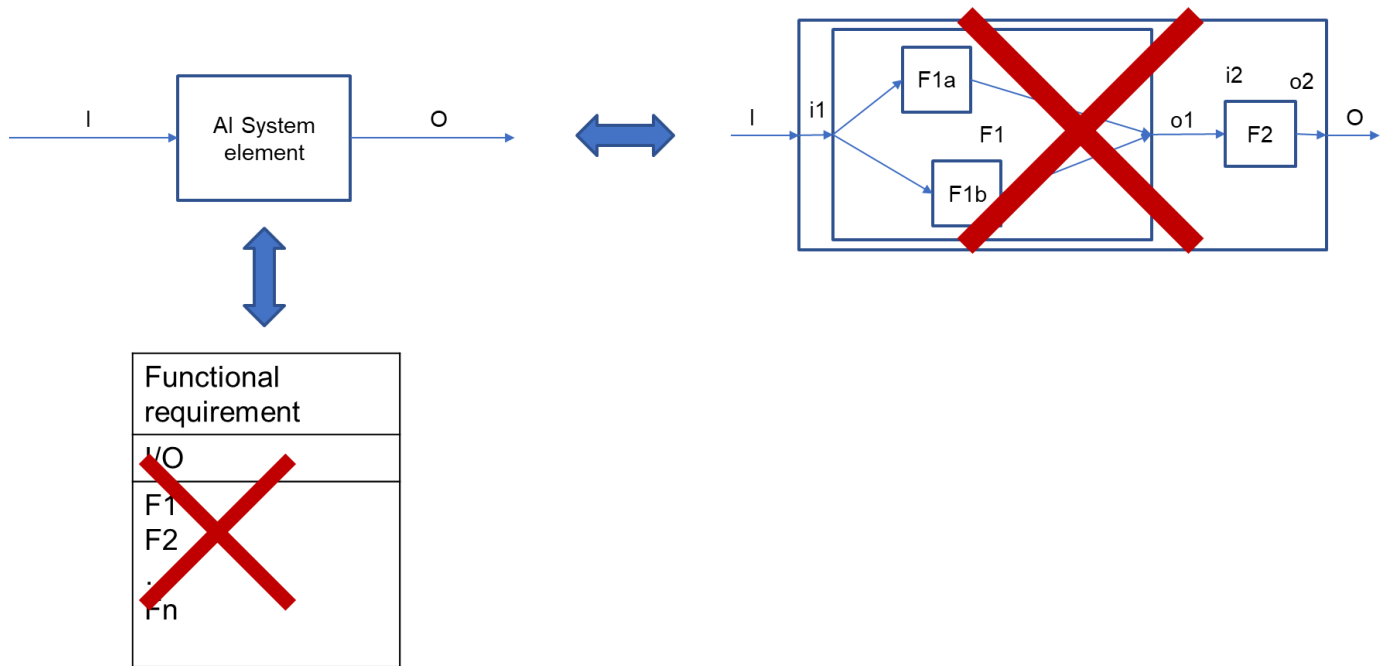 I
AI System
element
O
I
i1
F1a
F1
F1b
o1
i2
o2
F2
O
Functional
requirement
I/O
F1
F2
Fn